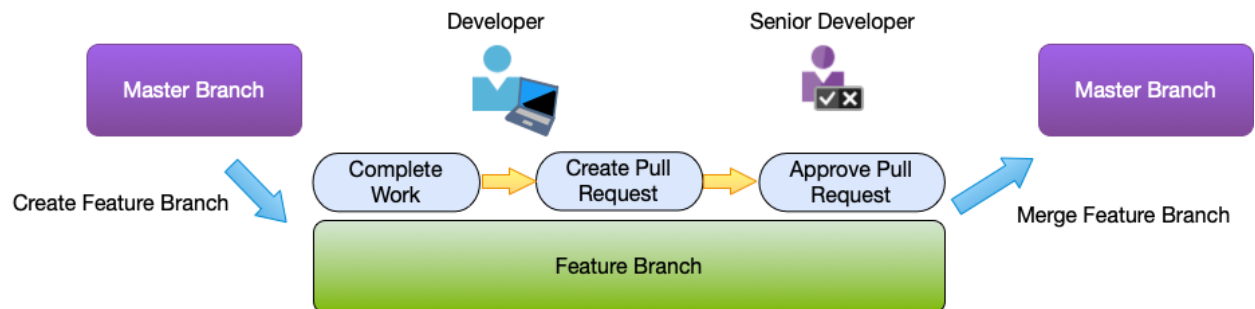 Developer
Senior Developer
Master Branch
Master Branch
Complete
Work
Create Pull
Request
Approve Pull
Request
Create Feature Branch
Merge Feature Branch
Feature Branch